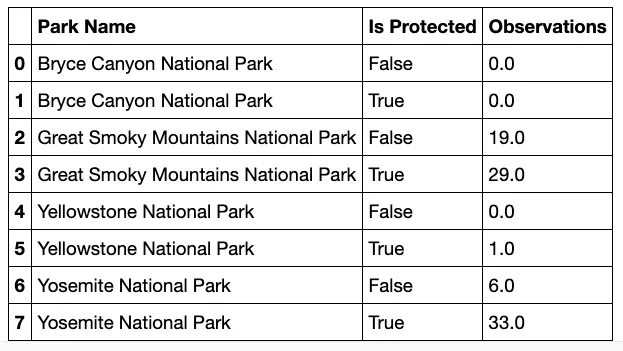 Park Name Is Protected Observations
0 Bryce Canyon National Park False 0.0
1 Bryce Canyon National Park True 0.0
2 Great Smoky Mountains National Park False 19.0
3 Great Smoky Mountains National Park True 29.0
4 Yellowstone National Park False 0.0
5 Yellowstone National Park True 1.0
6 Yosemite National Park False 6.0
7 Yosemite National Park True 33.0